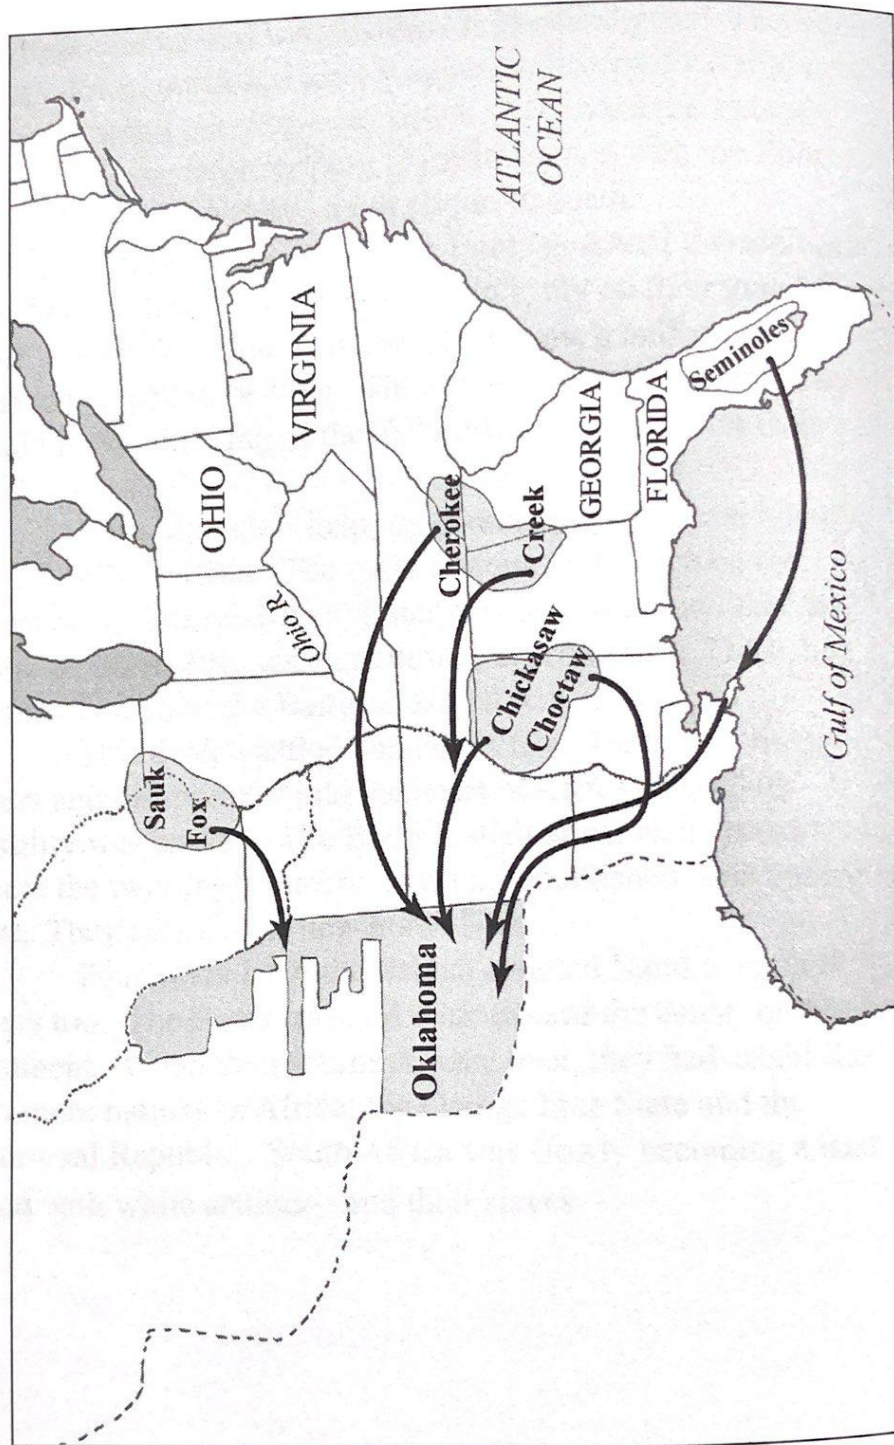 Sauk
Fox
OHIO
Ohio R.
VIRGINIA
Oklahoma
Cherokee
Chickasaw
Choctaw
Creek
ATLANTIC
OCEAN
GEORGIA
FLORIDA
Seminoles
Gulf of Mexico